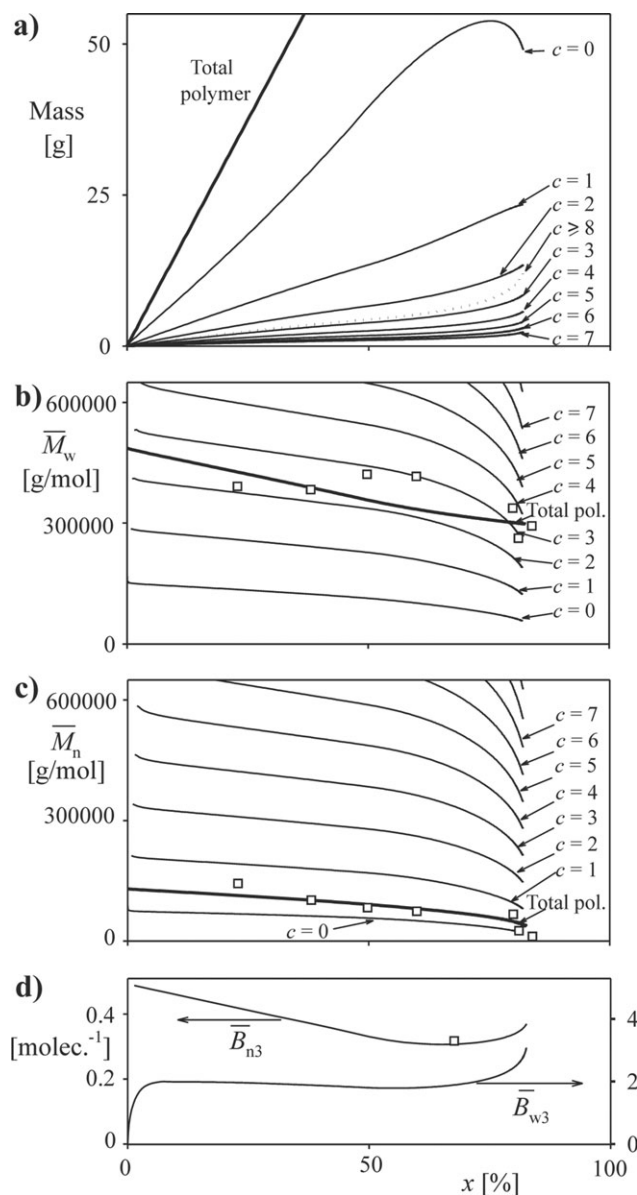 a)
50
Mass
[g]
25
0
Total
polymer
c = 0
c = 1
c = 2
c ⩾ 8
c = 3
c = 4
c = 5
c = 6
c = 7
b)
600000
M̅w
[g/mol]
300000
0
c = 7
c = 6
c = 5
c = 4
Total pol.
c = 3
c = 2
c = 1
c = 0
c)
600000
M̅n
[g/mol]
300000
0
c = 7
c = 6
c = 5
c = 4
c = 3
c = 2
c = 1
Total pol.
c = 0
d)
0.4
[molec.⁻¹]
0.2
0
B̅n3
B̅w3
4
2
0
0 50 100
x [%]